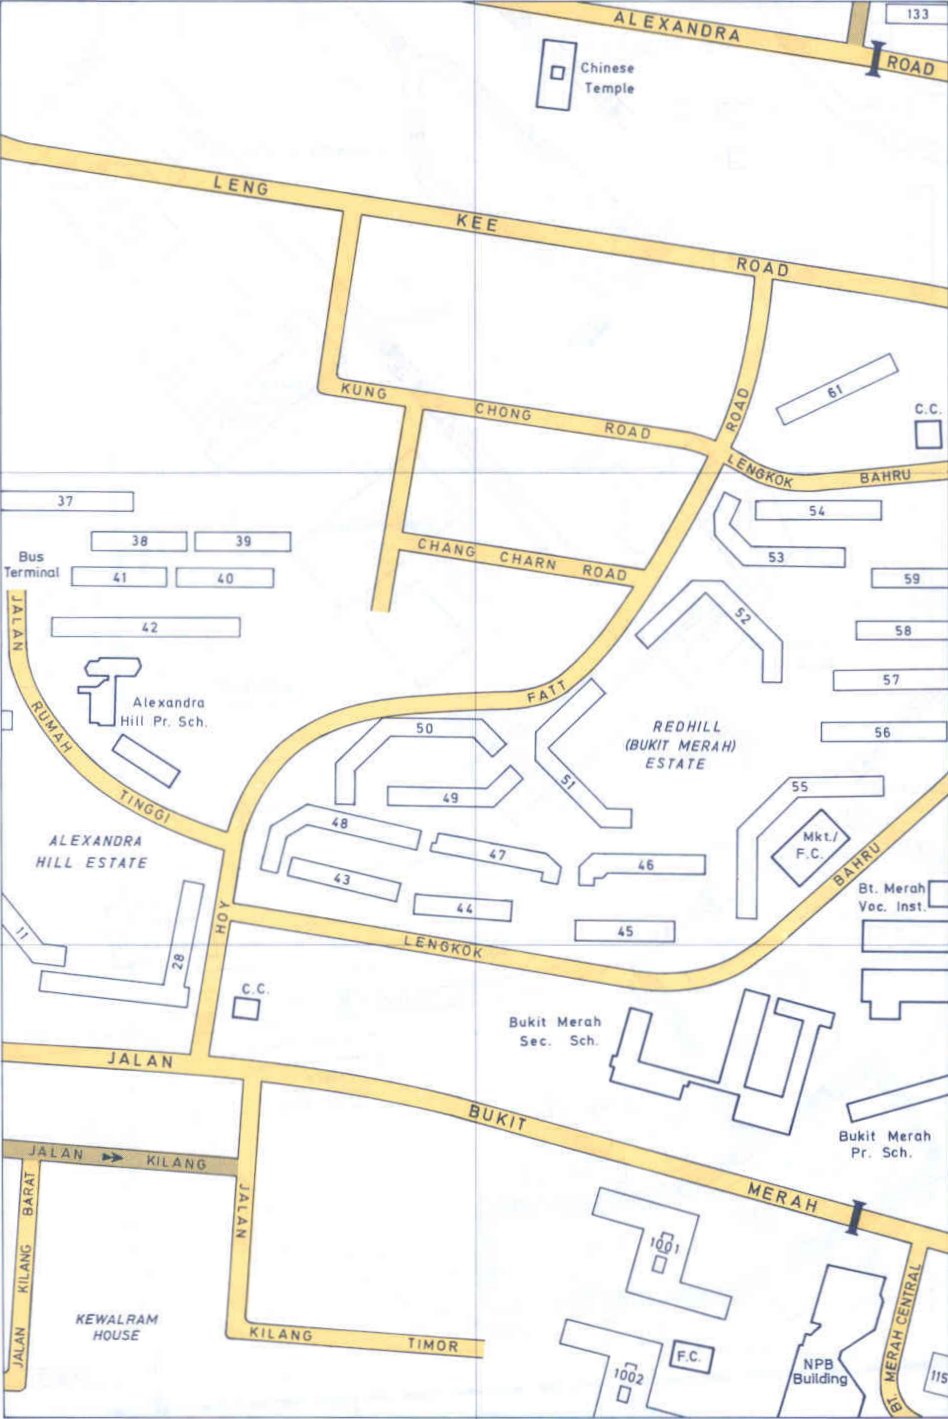 133
ALEXANDRA ROAD
Chinese
Temple
LENG KEE ROAD
KUNG CHONG ROAD
ROAD
61
C.C.
LENGKOK BAHRU
37
54
38
39
53
Bus
Terminal
41
40
CHANG CHARN ROAD
59
JALAN
42
52
58
57
Alexandra
Hill Pr. Sch.
FATT
RUMAH
50
REDHILL
(BUKIT MERAH)
ESTATE
56
51
55
TINGGI
49
48
47
46
Mkt./
F.C.
ALEXANDRA
HILL ESTATE
43
BAHRU
44
Bt. Merah
Voc. Inst.
HOY
45
11
LENGKOK
28
C.C.
Bukit Merah
Sec. Sch.
JALAN BUKIT MERAH
Bukit Merah
Pr. Sch.
JALAN KILANG
JALAN KILANG BARAT
JALAN
1001
KEWALRAM
HOUSE
KILANG TIMOR
F.C.
1002
NPB
Building
BT. MERAH CENTRAL
115